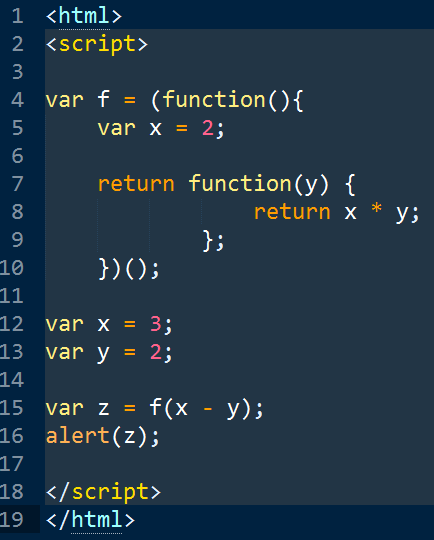 1 <html>
2 <script>
3
4 var f = (function(){
5     var x = 2;
6
7     return function(y) {
8                 return x * y;
9             };
10     })();
11
12 var x = 3;
13 var y = 2;
14
15 var z = f(x - y);
16 alert(z);
17
18 </script>
19 </html>